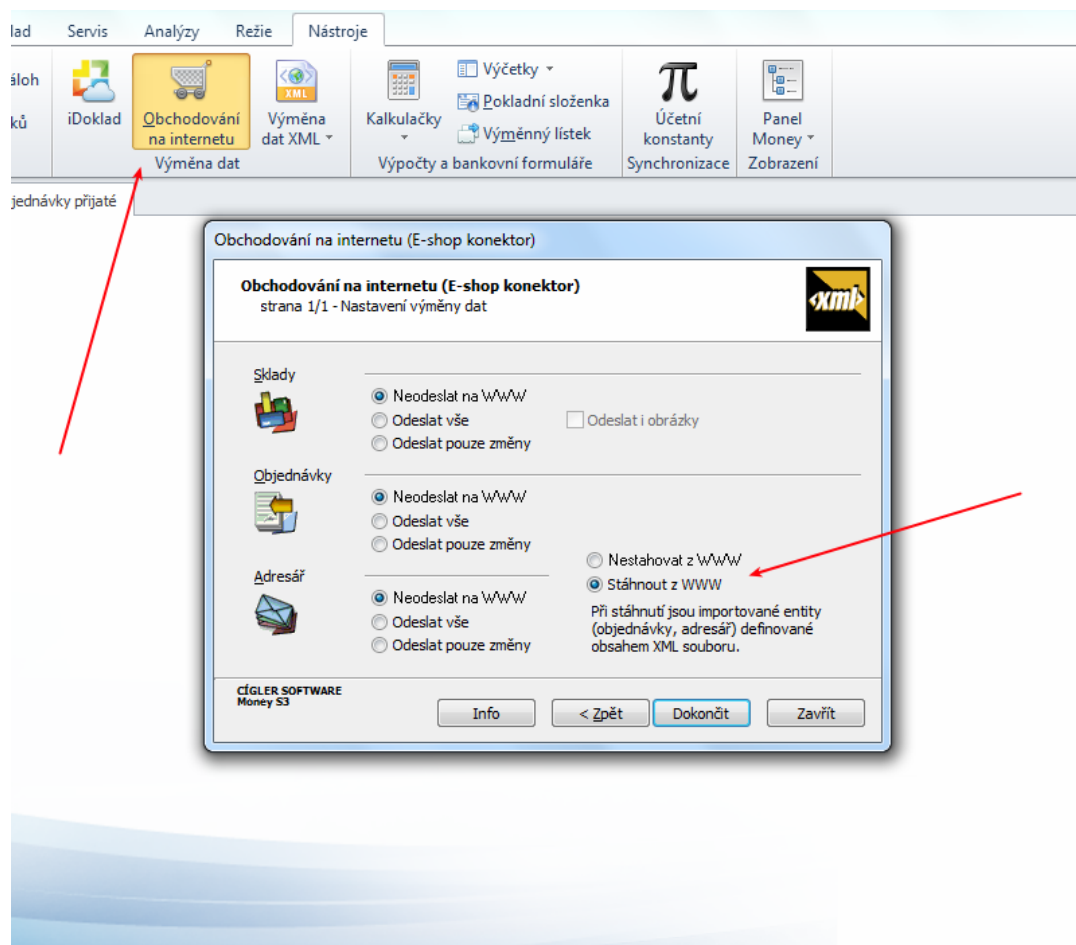 Servis Analýzy Režie Nástroje
iDoklad
Obchodování
na internetu
Výměna
dat XML
Výměna dat
Kalkulačky
Výčetky
Pokladní složenka
Výměnný lístek
Výpočty a bankovní formuláře
Účetní
konstanty
Synchronizace
Panel
Money
Zobrazení
jednávky přijaté
Obchodování na internetu (E-shop konektor)
Obchodování na internetu (E-shop konektor)
strana 1/1 - Nastavení výměny dat
<xml>
Sklady
Neodeslat na WWW
Odeslat vše
Odeslat i obrázky
Odeslat pouze změny
Objednávky
Neodeslat na WWW
Odeslat vše
Odeslat pouze změny
Nestahovat z WWW
Stáhnout z WWW
Při stáhnutí jsou importované entity
(objednávky, adresář) definované
obsahem XML souboru.
Adresář
Neodeslat na WWW
Odeslat vše
Odeslat pouze změny
CÍGLER SOFTWARE
Money S3
Info
< Zpět
Dokončit
Zavřít